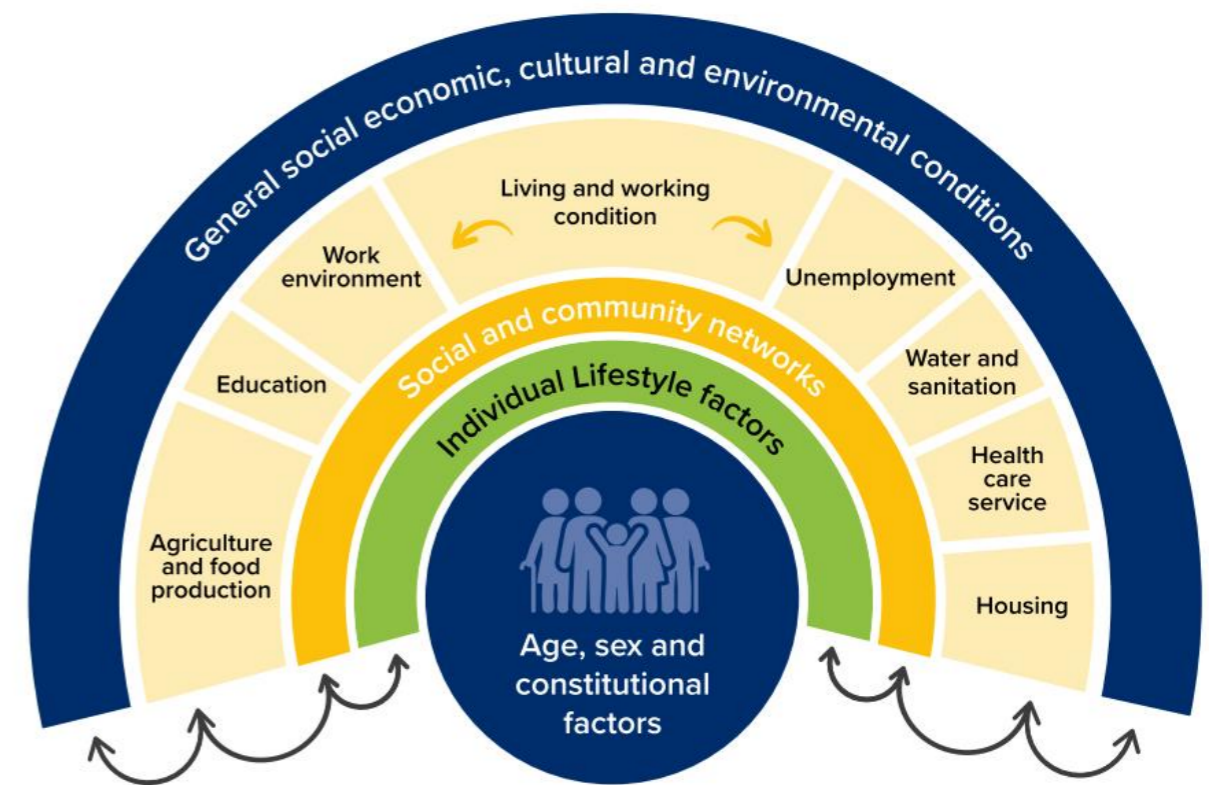 General social economic, cultural and environmental conditions
Living and working
condition
Work
environment
Unemployment
Education
Water and
sanitation
Agriculture
and food
production
Health
care
service
Housing
Social and community networks
Individual Lifestyle factors
Age, sex and
constitutional
factors